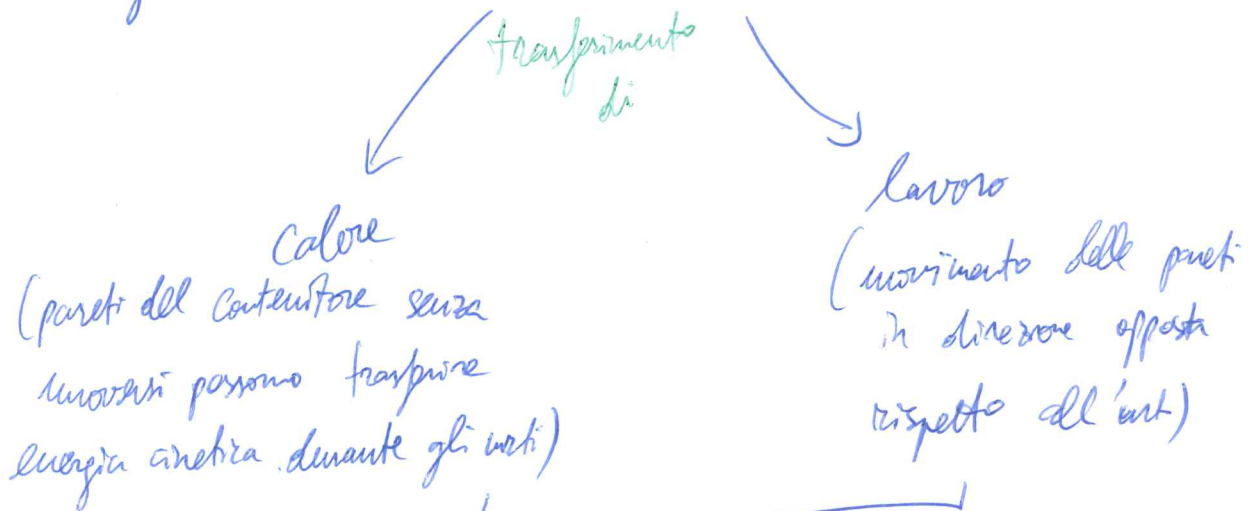 trasferimento
di
Calore
(pareti del contenitore senza
muoversi possono trasferire
energia cinetica durante gli urti)
lavoro
(movimento delle pareti
in direzione opposta
rispetto all'urto)